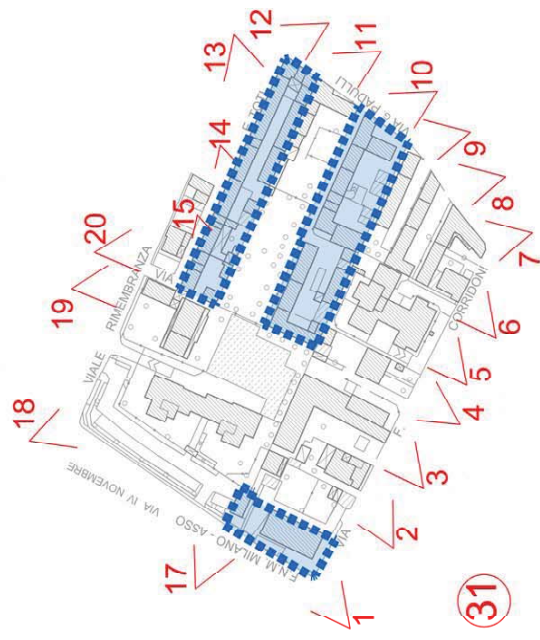 12
11
13
VIA G. PADULLI
10
14
E. TOTI
9
15
8
20
7
VIA
19
RIMEMBRANZA
CORRIDONI
6
VIALE
5
18
4
F.
VIA IV NOVEMBRE
3
F.N.M. MILANO - ASSO
2
VIA
17
1
31